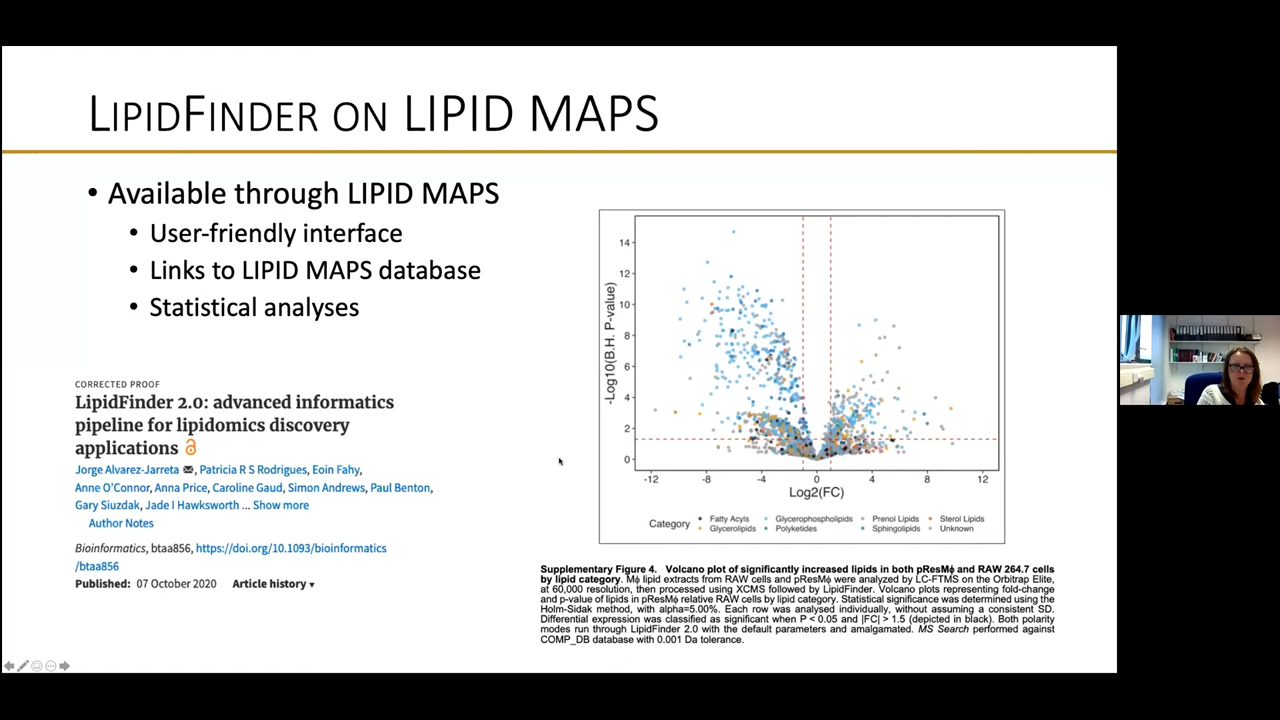 LIPIDFINDER ON LIPID MAPS
• Available through LIPID MAPS
• User-friendly interface
• Links to LIPID MAPS database
• Statistical analyses
CORRECTED PROOF
LipidFinder 2.0: advanced informatics
pipeline for lipidomics discovery
applications
Jorge Alvarez-Jarreta, Patricia R S Rodrigues, Eoin Fahy,
Anne O'Connor, Anna Price, Caroline Gaud, Simon Andrews, Paul Benton,
Gary Siuzdak, Jade I Hawksworth ... Show more
Author Notes
Bioinformatics, btaa856, https://doi.org/10.1093/bioinformatics
/btaa856
Published: 07 October 2020 Article history ▾
-Log10(B.H. P-value)
14
12
10
8
6
4
2
0
-12 -8 -4 0 4 8 12
Log2(FC)
Category
Fatty Acyls Glycerophospholipids Prenol Lipids Sterol Lipids
Glycerolipids Polyketides Sphingolipids Unknown
Supplementary Figure 4. Volcano plot of significantly increased lipids in both pResMϕ and RAW 264.7 cells
by lipid category. Mϕ lipid extracts from RAW cells and pResMϕ were analyzed by LC-FTMS on the Orbitrap Elite,
at 60,000 resolution, then processed using XCMS followed by LipidFinder. Volcano plots representing fold-change
and p-value of lipids in pResMϕ relative RAW cells by lipid category. Statistical significance was determined using the
Holm-Sidak method, with alpha=5.00%. Each row was analysed individually, without assuming a consistent SD.
Differential expression was classified as significant when P < 0.05 and |FC| > 1.5 (depicted in black). Both polarity
modes run through LipidFinder 2.0 with the default parameters and amalgamated. MS Search performed against
COMP_DB database with 0.001 Da tolerance.